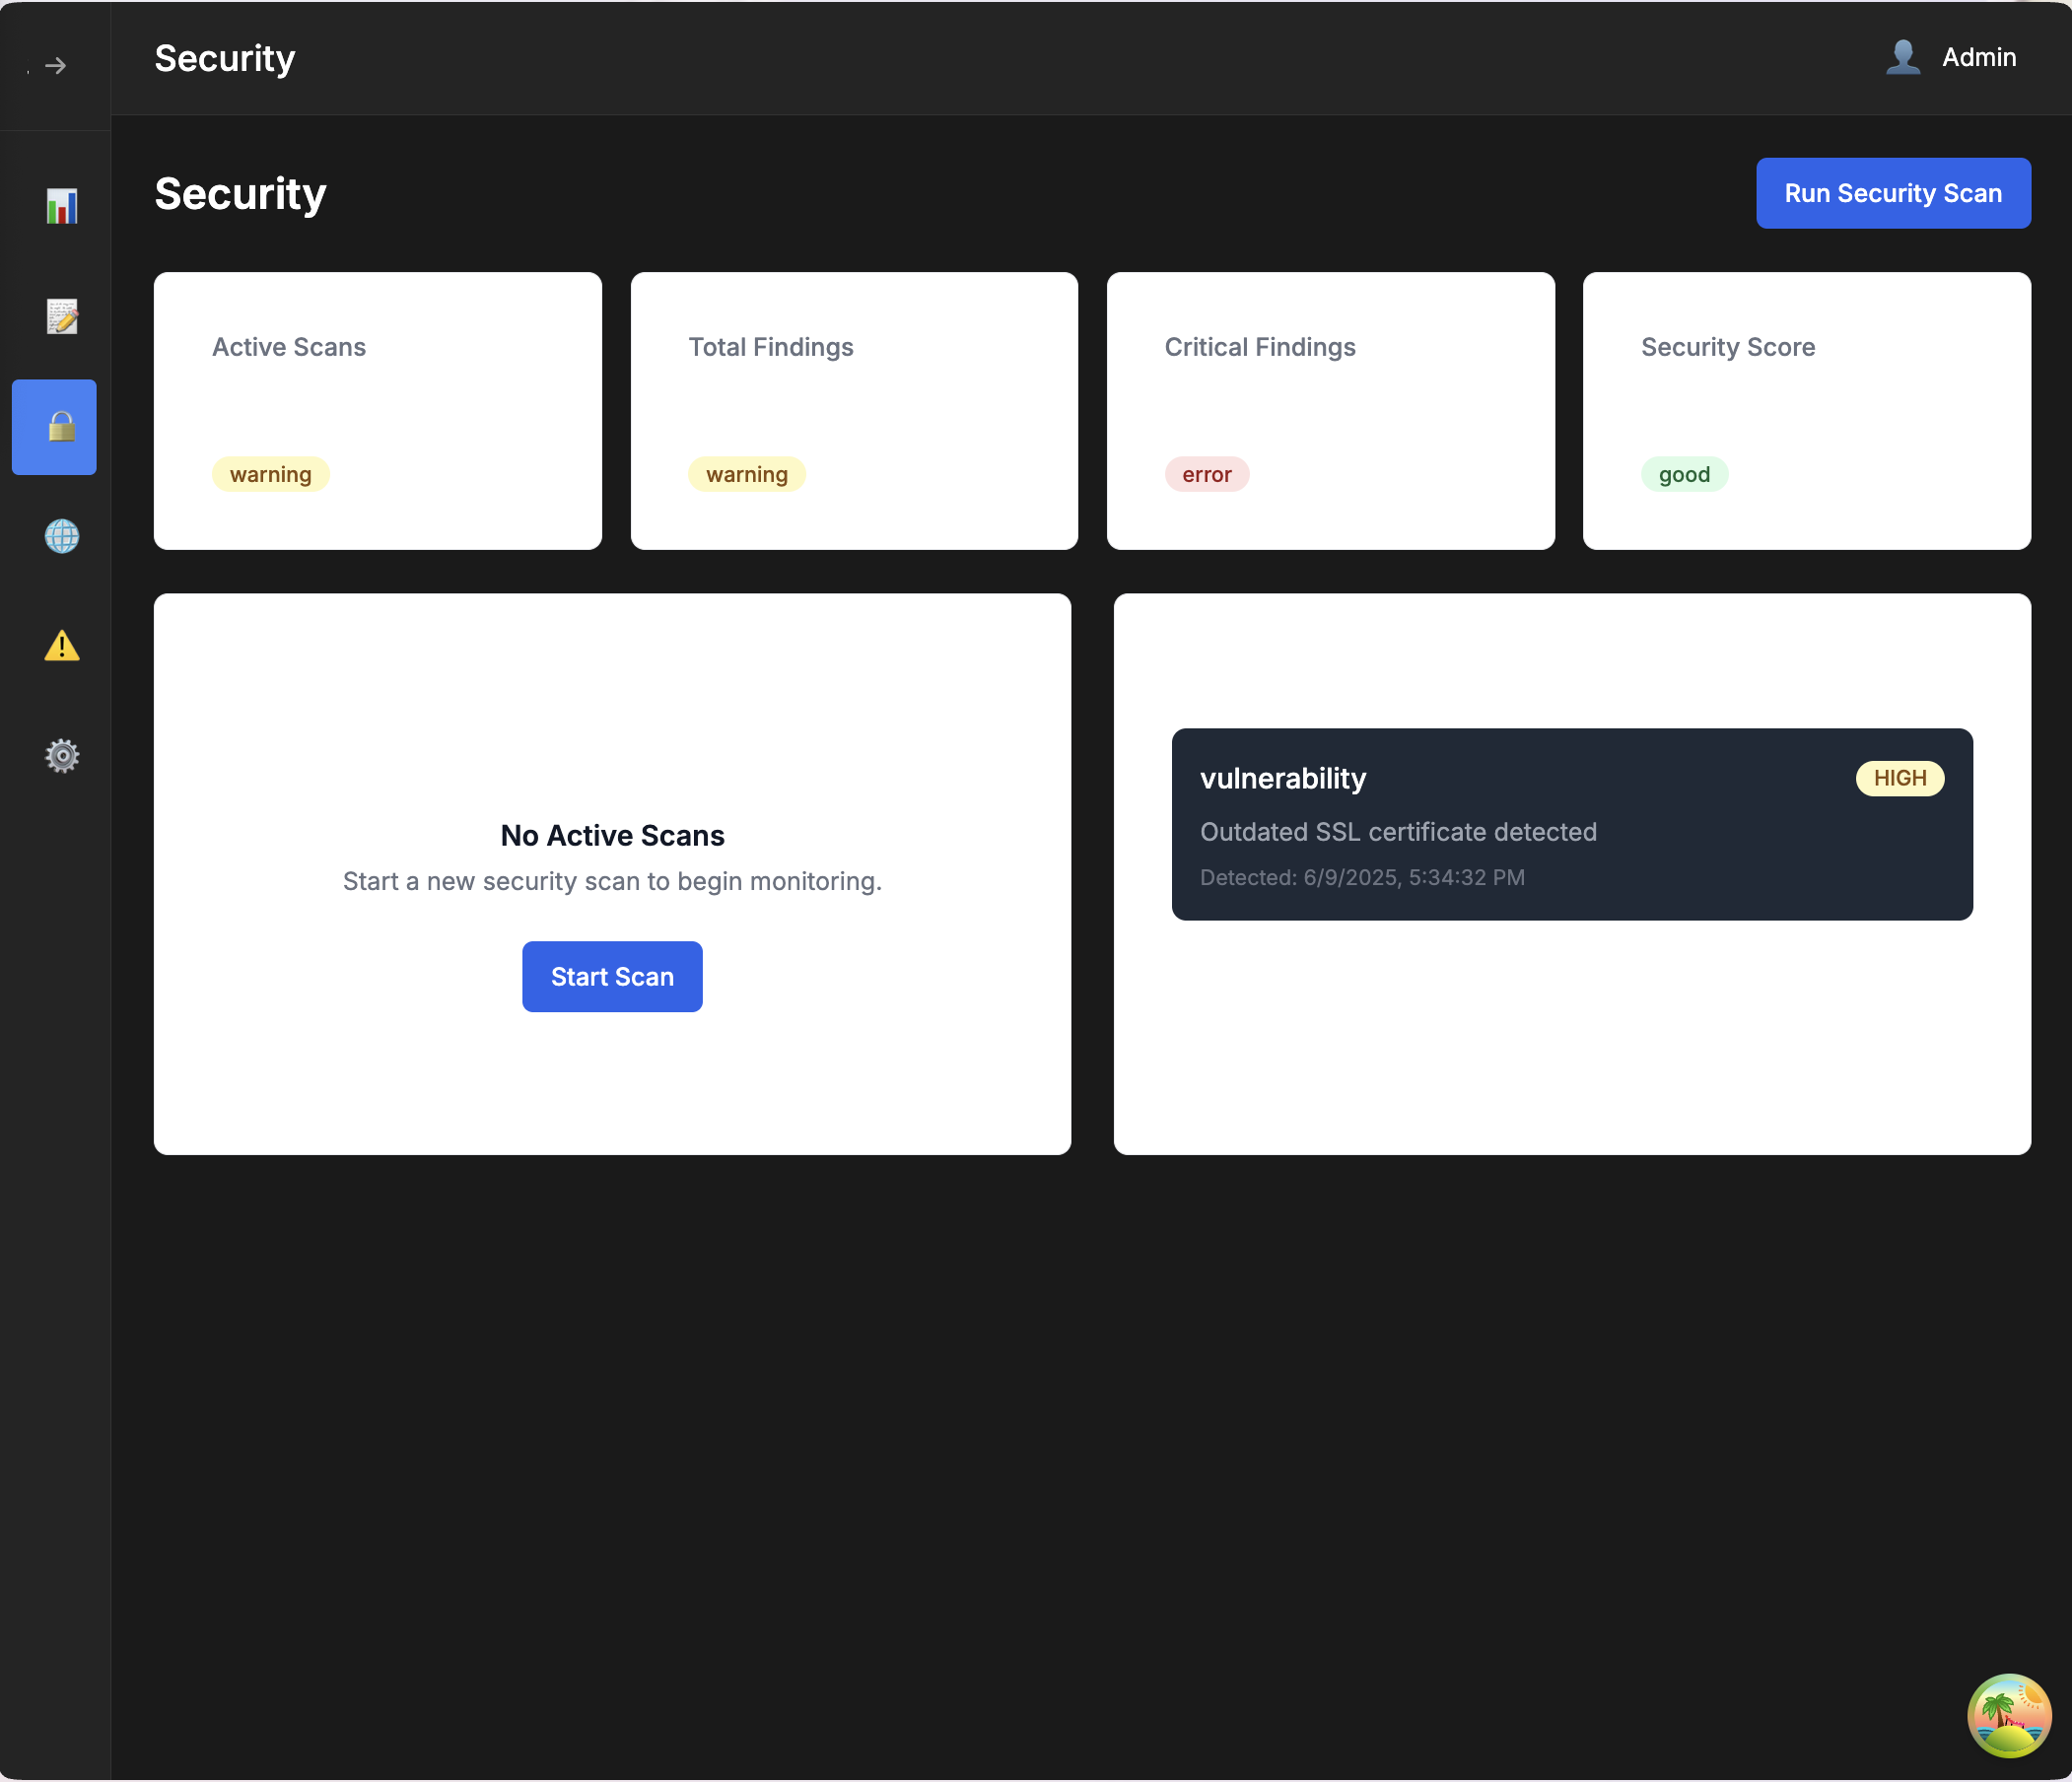 Security
Admin
Security
Run Security Scan
Active Scans
warning
Total Findings
warning
Critical Findings
error
Security Score
good
No Active Scans
Start a new security scan to begin monitoring.
Start Scan
vulnerability
HIGH
Outdated SSL certificate detected
Detected: 6/9/2025, 5:34:32 PM